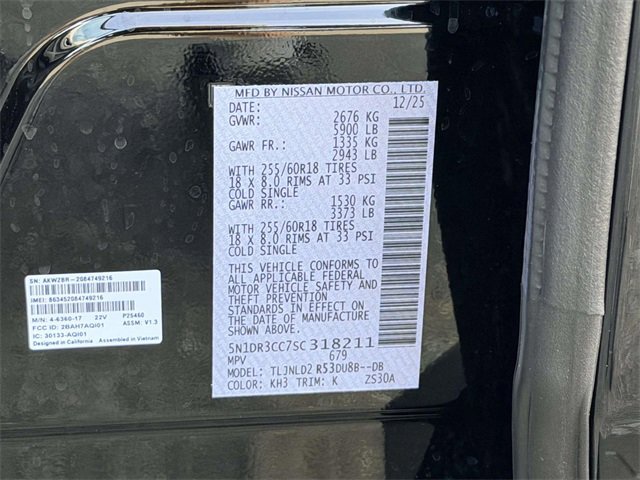 MFD BY NISSAN MOTOR CO., LTD.
DATE: 12/25
GVWR: 2676 KG
5900 LB
GAWR FR.: 1335 KG
2943 LB
WITH 255/60R18 TIRES
18 X 8.0 RIMS AT 33 PSI
COLD SINGLE
GAWR RR.: 1530 KG
3373 LB
WITH 255/60R18 TIRES
18 X 8.0 RIMS AT 33 PSI
COLD SINGLE
THIS VEHICLE CONFORMS TO
ALL APPLICABLE FEDERAL
MOTOR VEHICLE SAFETY AND
THEFT PREVENTION
STANDARDS IN EFFECT ON
THE DATE OF MANUFACTURE
SHOWN ABOVE.
5N1DR3CC7SC318211
MPV 679
MODEL: TLJNLD2 R53DU8B--DB
COLOR: KH3 TRIM: K ZS30A
SN: AKWZBR-2084749216
IMEI: 863452084749216
M/N: 4-6360-17 22V P25460
FCC ID: 2BAH7AQI01 ASSM: V1.3
IC: 30133-AQI01
Designed in California Assembled in Vietnam